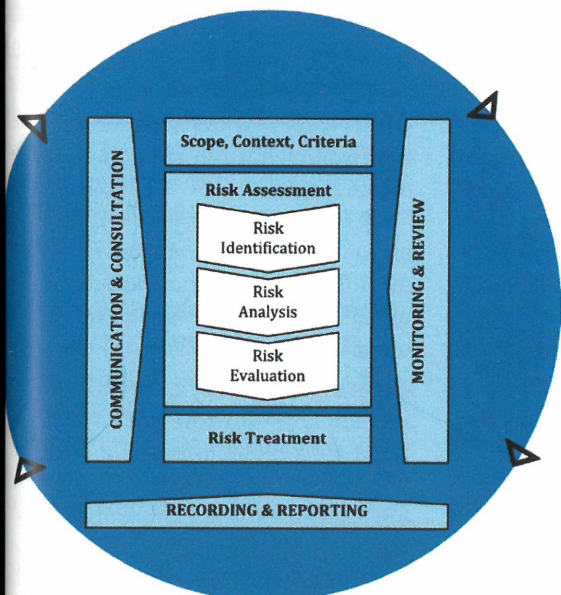 Scope, Context, Criteria
Risk Assessment
Risk
Identification
Risk
Analysis
Risk
Evaluation
Risk Treatment
COMMUNICATION & CONSULTATION
MONITORING & REVIEW
RECORDING & REPORTING